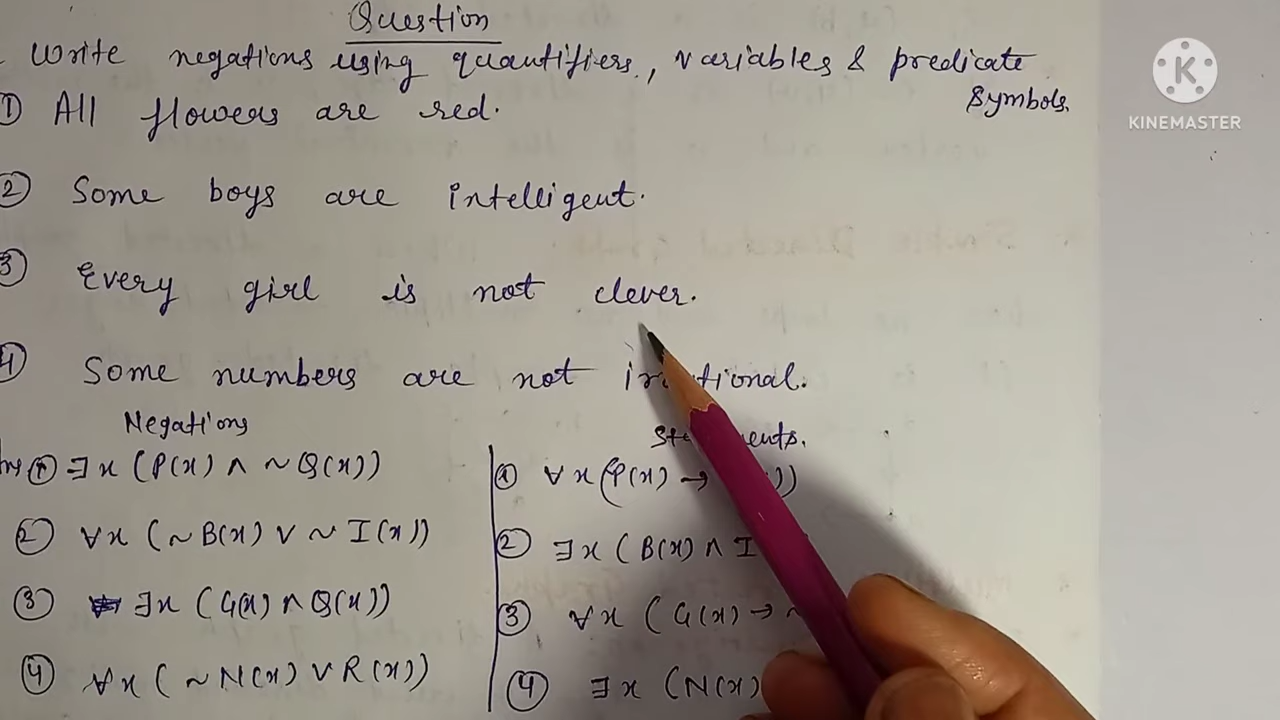 Question
Write negations using quantifiers, variables & predicate
symbols.
① All flowers are red.
② Some boys are intelligent.
③ Every girl is not clever.
④ Some numbers are not irrational.
Negations
Statements.
① ∃x (P(x) ∧ ~Q(x))
① ∀x (P(x) →
② ∀x (~B(x) ∨ ~I(x))
② ∃x (B(x) ∧ I
③ ∃x (G(x) ∧ Q(x))
③ ∀x (G(x) → ~
④ ∀x (~N(x) ∨ R(x))
④ ∃x (N(x)
KINEMASTER